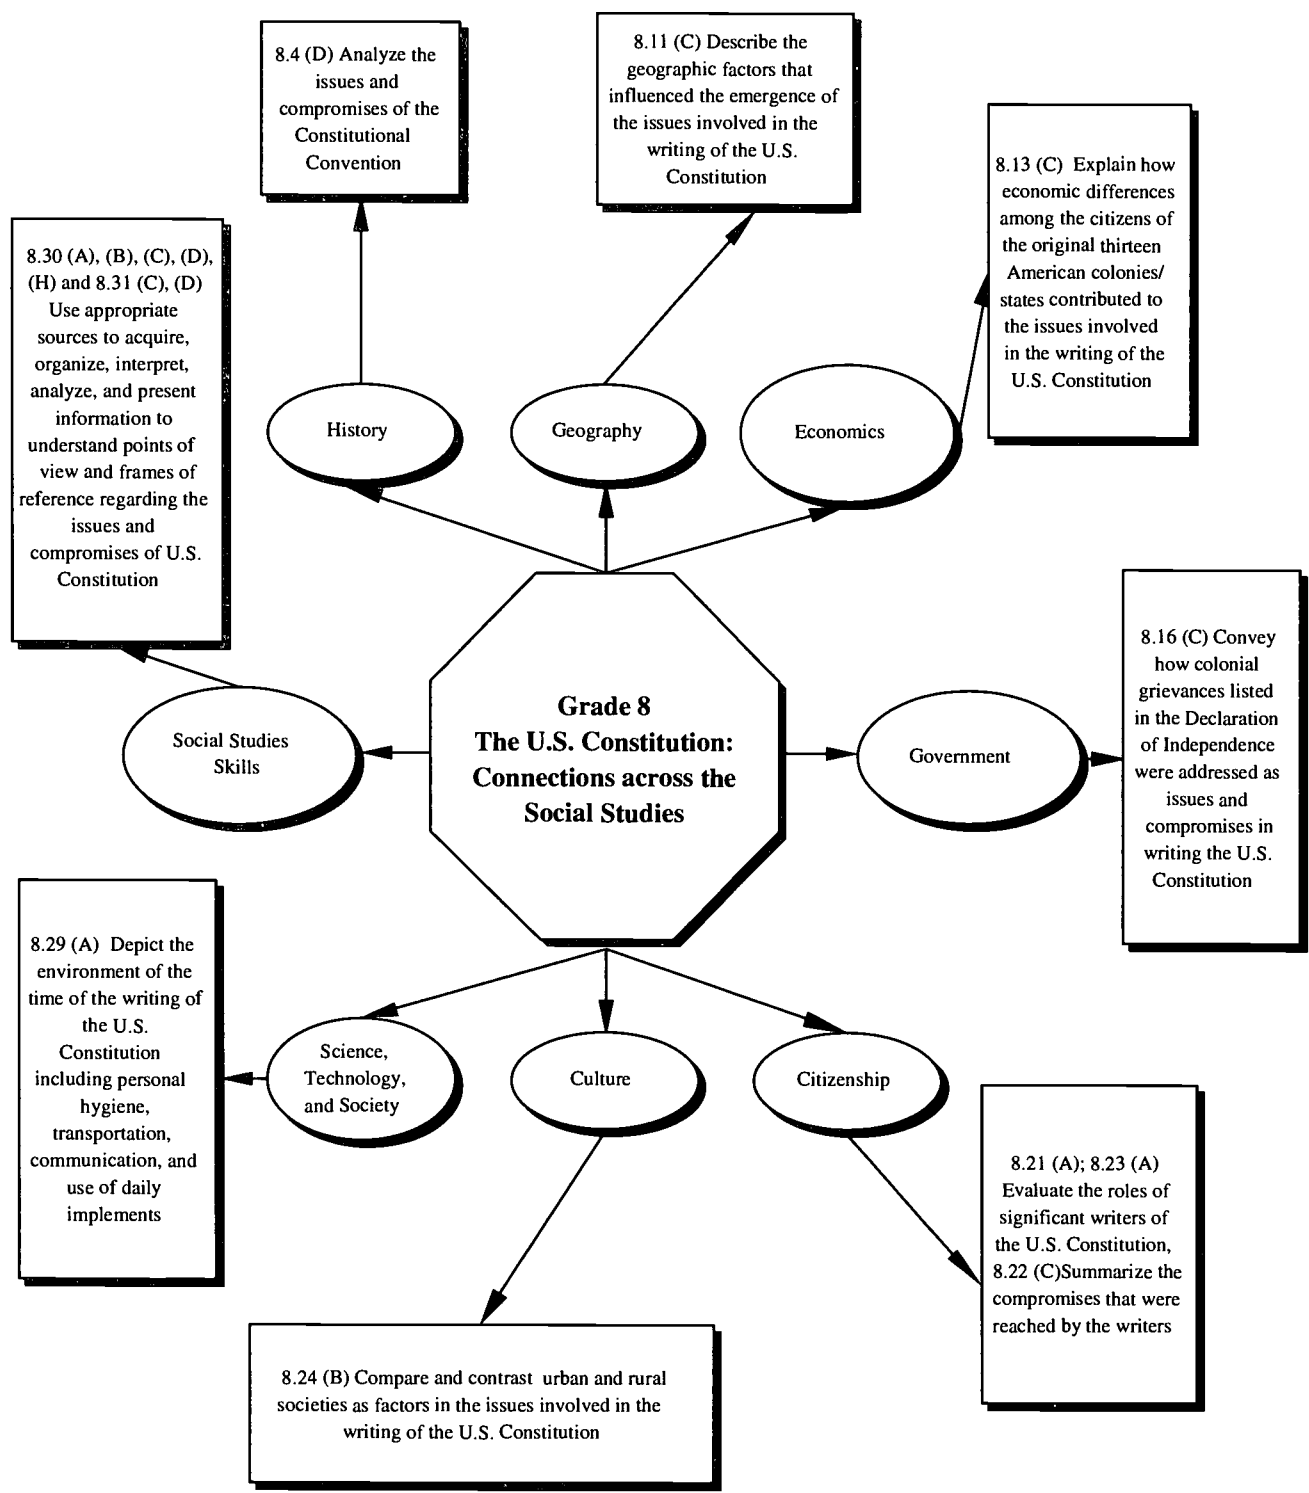 8.4 (D) Analyze the
issues and
compromises of the
Constitutional
Convention
8.11 (C) Describe the
geographic factors that
influenced the emergence of
the issues involved in the
writing of the U.S.
Constitution
8.13 (C) Explain how
economic differences
among the citizens of
the original thirteen
American colonies/
states contributed to
the issues involved
in the writing of the
U.S. Constitution
8.30 (A), (B), (C), (D),
(H) and 8.31 (C), (D)
Use appropriate
sources to acquire,
organize, interpret,
analyze, and present
information to
understand points of
view and frames of
reference regarding the
issues and
compromises of U.S.
Constitution
History
Geography
Economics
Social Studies
Skills
Grade 8
The U.S. Constitution:
Connections across the
Social Studies
Government
8.16 (C) Convey
how colonial
grievances listed
in the Declaration
of Independence
were addressed as
issues and
compromises in
writing the U.S.
Constitution
8.29 (A) Depict the
environment of the
time of the writing of
the U.S.
Constitution
including personal
hygiene,
transportation,
communication, and
use of daily
implements
Science,
Technology,
and Society
Culture
Citizenship
8.21 (A); 8.23 (A)
Evaluate the roles of
significant writers of
the U.S. Constitution,
8.22 (C)Summarize the
compromises that were
reached by the writers
8.24 (B) Compare and contrast urban and rural
societies as factors in the issues involved in the
writing of the U.S. Constitution